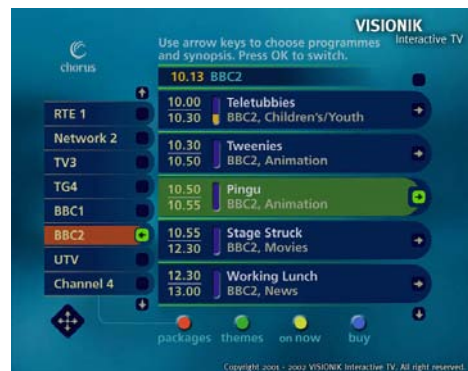 VISIONIK
Interactive TV
chorus
Use arrow keys to choose programmes
and synopsis. Press OK to switch.
10.13 BBC2
RTE 1
Network 2
TV3
TG4
BBC1
BBC2
UTV
Channel 4
10.00 Teletubbies
10.30 BBC2, Children's/Youth
10.30 Tweenies
10.50 BBC2, Animation
10.50 Pingu
10.55 BBC2, Animation
10.55 Stage Struck
12.30 BBC2, Movies
12.30 Working Lunch
13.00 BBC2, News
packages themes on now buy
Copyright 2001 - 2002 VISIONIK Interactive TV. All right reserved.